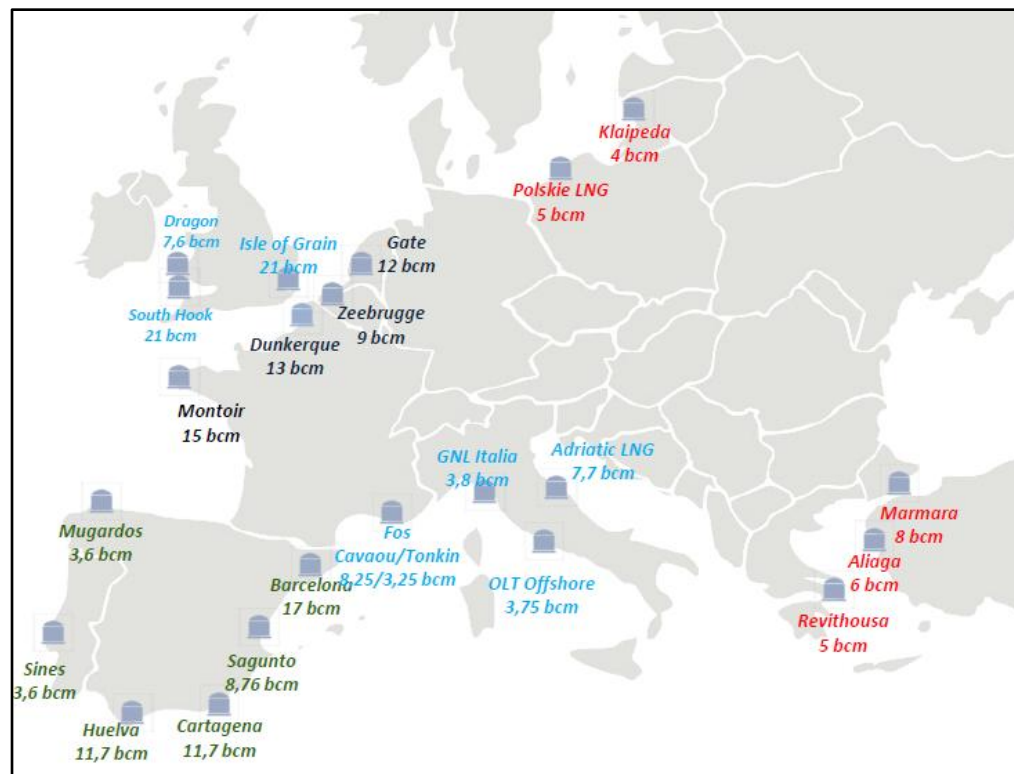 Klaipeda
4 bcm
Polskie LNG
5 bcm
Dragon
7,6 bcm
Isle of Grain
21 bcm
Gate
12 bcm
South Hook
21 bcm
Zeebrugge
9 bcm
Dunkerque
13 bcm
Montoir
15 bcm
GNL Italia
3,8 bcm
Adriatic LNG
7,7 bcm
Marmara
8 bcm
Mugardos
3,6 bcm
Fos
Cavaou/Tonkin
8,25/3,25 bcm
Aliaga
6 bcm
OLT Offshore
3,75 bcm
Barcelona
17 bcm
Revithousa
5 bcm
Sagunto
8,76 bcm
Sines
3,6 bcm
Huelva
11,7 bcm
Cartagena
11,7 bcm